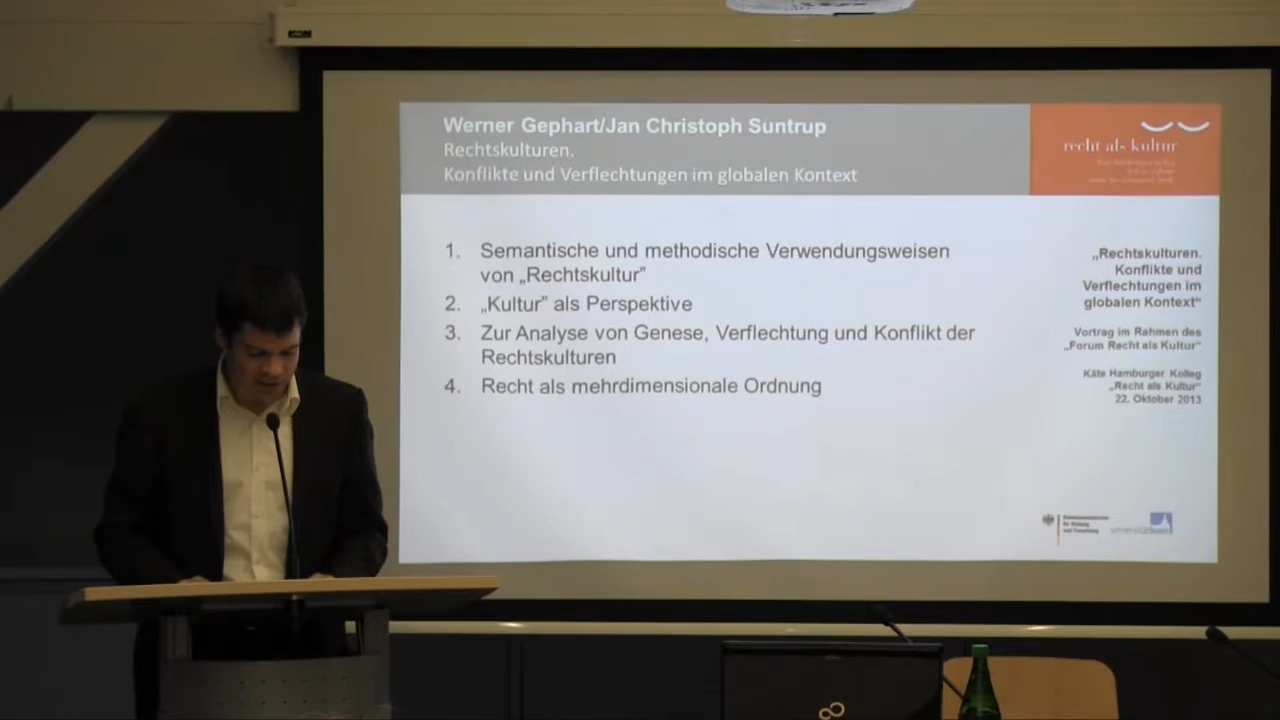 Werner Gephart/Jan Christoph Suntrup
Rechtskulturen.
Konflikte und Verflechtungen im globalen Kontext
recht als kultur
1. Semantische und methodische Verwendungsweisen
von „Rechtskultur”
2. „Kultur” als Perspektive
3. Zur Analyse von Genese, Verflechtung und Konflikt der
Rechtskulturen
4. Recht als mehrdimensionale Ordnung
„Rechtskulturen.
Konflikte und
Verflechtungen im
globalen Kontext“
Vortrag im Rahmen des
„Forum Recht als Kultur“
Käte Hamburger Kolleg
„Recht als Kultur“
22. Oktober 2013